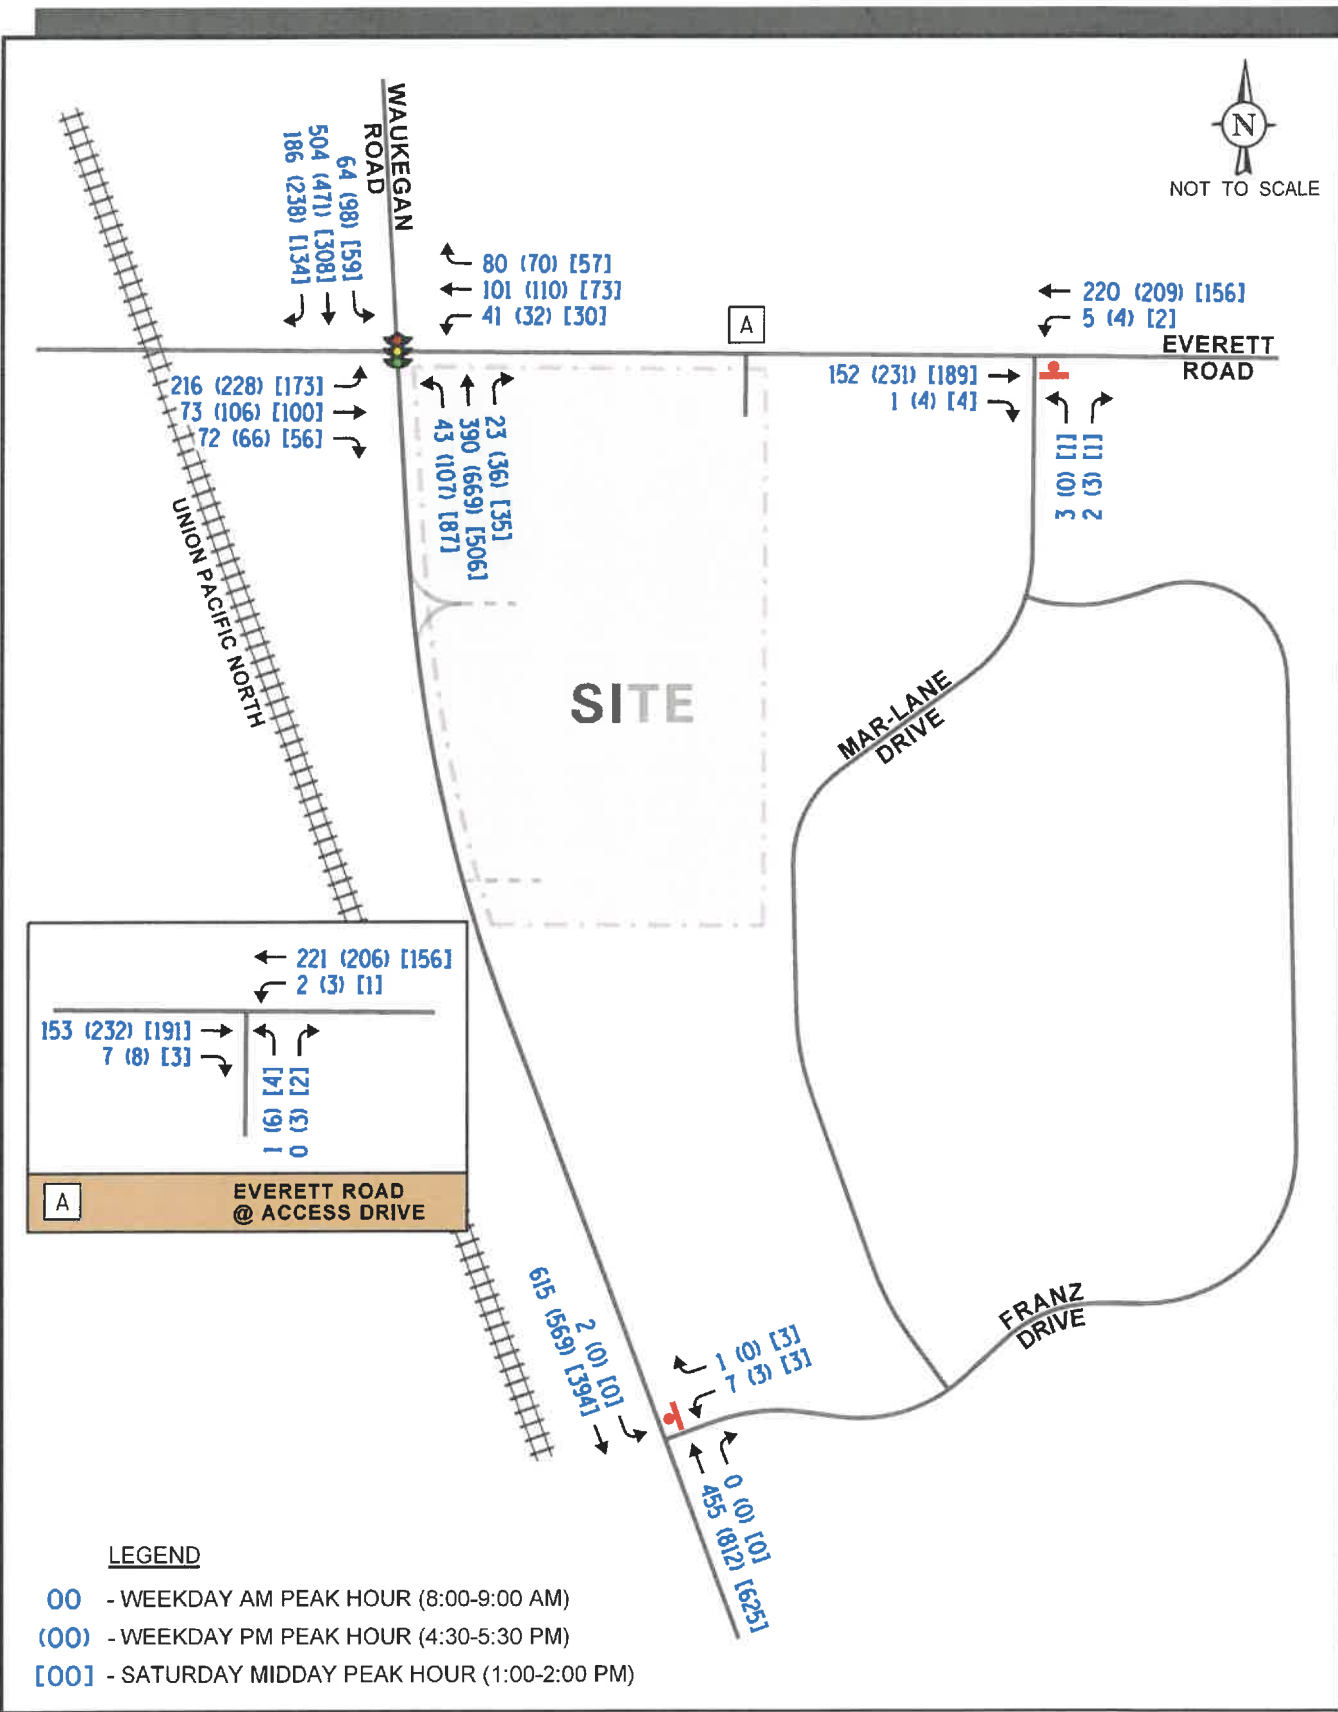 WAUKEGAN
ROAD
N
NOT TO SCALE
186 (238) [134]
504 (471) [308]
64 (98) [59]
80 (70) [57]
101 (110) [73]
41 (32) [30]
A
220 (209) [156]
5 (4) [2]
EVERETT
ROAD
216 (228) [173]
73 (106) [100]
72 (66) [56]
43 (107) [87]
390 (669) [506]
23 (36) [35]
152 (231) [189]
1 (4) [4]
3 (0) [1]
2 (3) [1]
UNION PACIFIC NORTH
SITE
MAR-LANE
DRIVE
221 (206) [156]
2 (3) [1]
153 (232) [191]
7 (8) [3]
1 (6) [4]
0 (3) [2]
A
EVERETT ROAD
@ ACCESS DRIVE
FRANZ
DRIVE
615 (569) [394]
2 (0) [0]
1 (0) [3]
7 (3) [3]
455 (812) [625]
0 (0) [0]
LEGEND
00 - WEEKDAY AM PEAK HOUR (8:00-9:00 AM)
(00) - WEEKDAY PM PEAK HOUR (4:30-5:30 PM)
[00] - SATURDAY MIDDAY PEAK HOUR (1:00-2:00 PM)